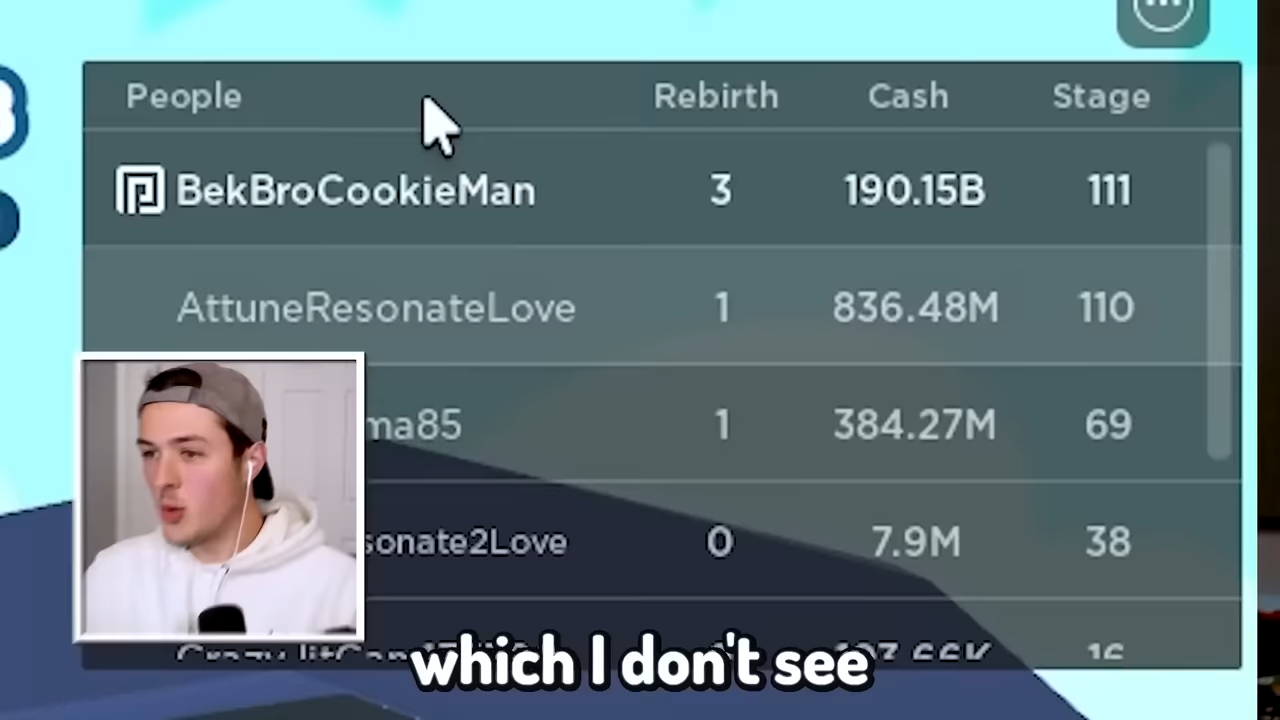 People Rebirth Cash Stage
BekBroCookieMan 3 190.15B 111
AttuneResonateLove 1 836.48M 110
ma85 1 384.27M 69
sonate2Love 0 7.9M 38
16
which I don't see